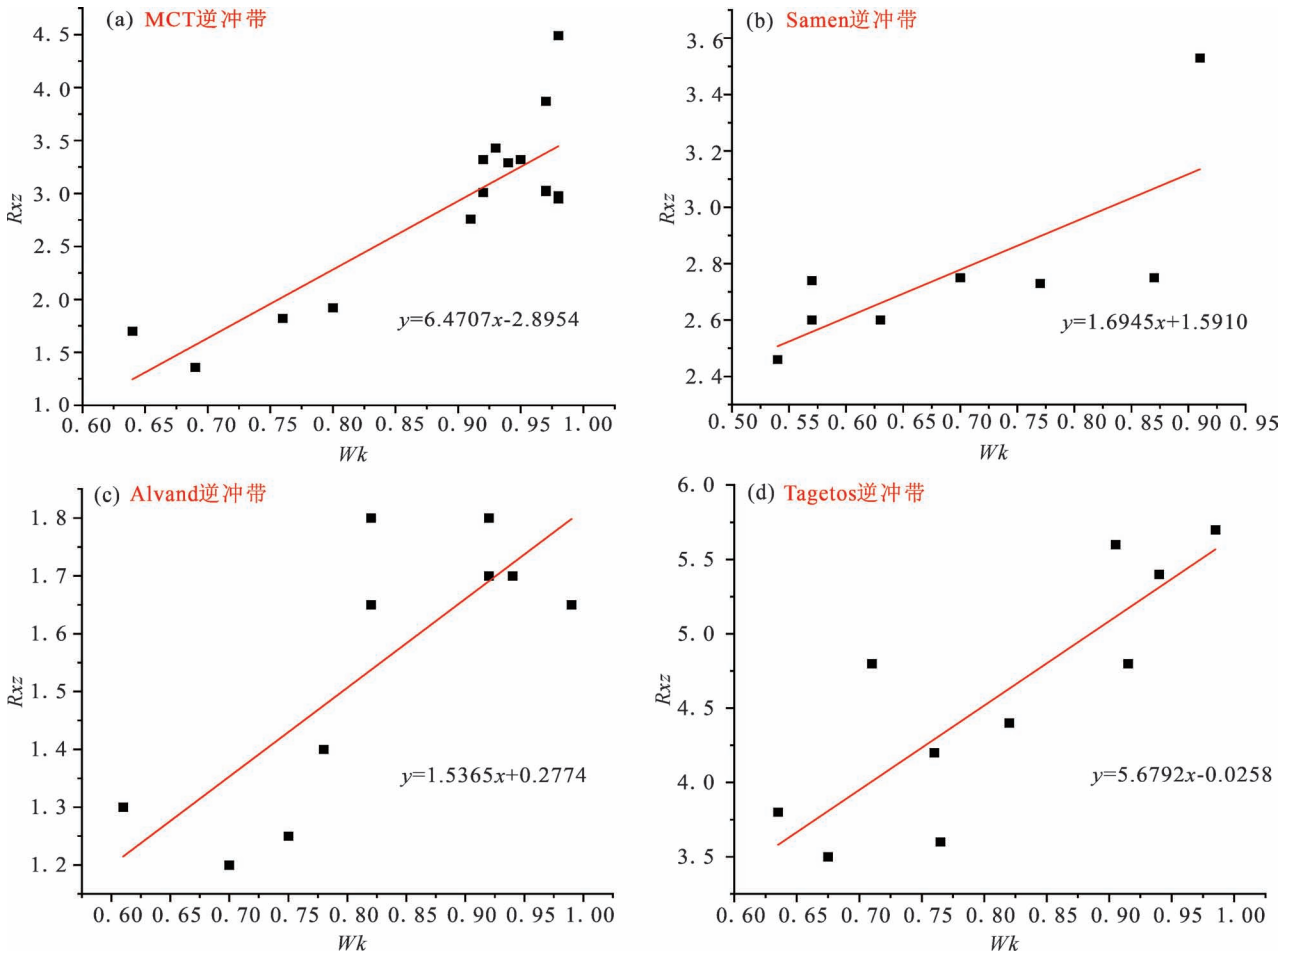 (a) MCT逆冲带
4.5
4.0
3.5
3.0
2.5
2.0
1.5
1.0
Rxz
y=6.4707x-2.8954
0.60 0.65 0.70 0.75 0.80 0.85 0.90 0.95 1.00
Wk
(b) Samen逆冲带
3.6
3.4
3.2
3.0
2.8
2.6
2.4
Rxz
y=1.6945x+1.5910
0.50 0.55 0.60 0.65 0.70 0.75 0.80 0.85 0.90 0.95
Wk
(c) Alvand逆冲带
1.8
1.7
1.6
1.5
1.4
1.3
1.2
Rxz
y=1.5365x+0.2774
0.60 0.65 0.70 0.75 0.80 0.85 0.90 0.95 1.00
Wk
(d) Tagetos逆冲带
6.0
5.5
5.0
4.5
4.0
3.5
Rxz
y=5.6792x-0.0258
0.60 0.65 0.70 0.75 0.80 0.85 0.90 0.95 1.00
Wk